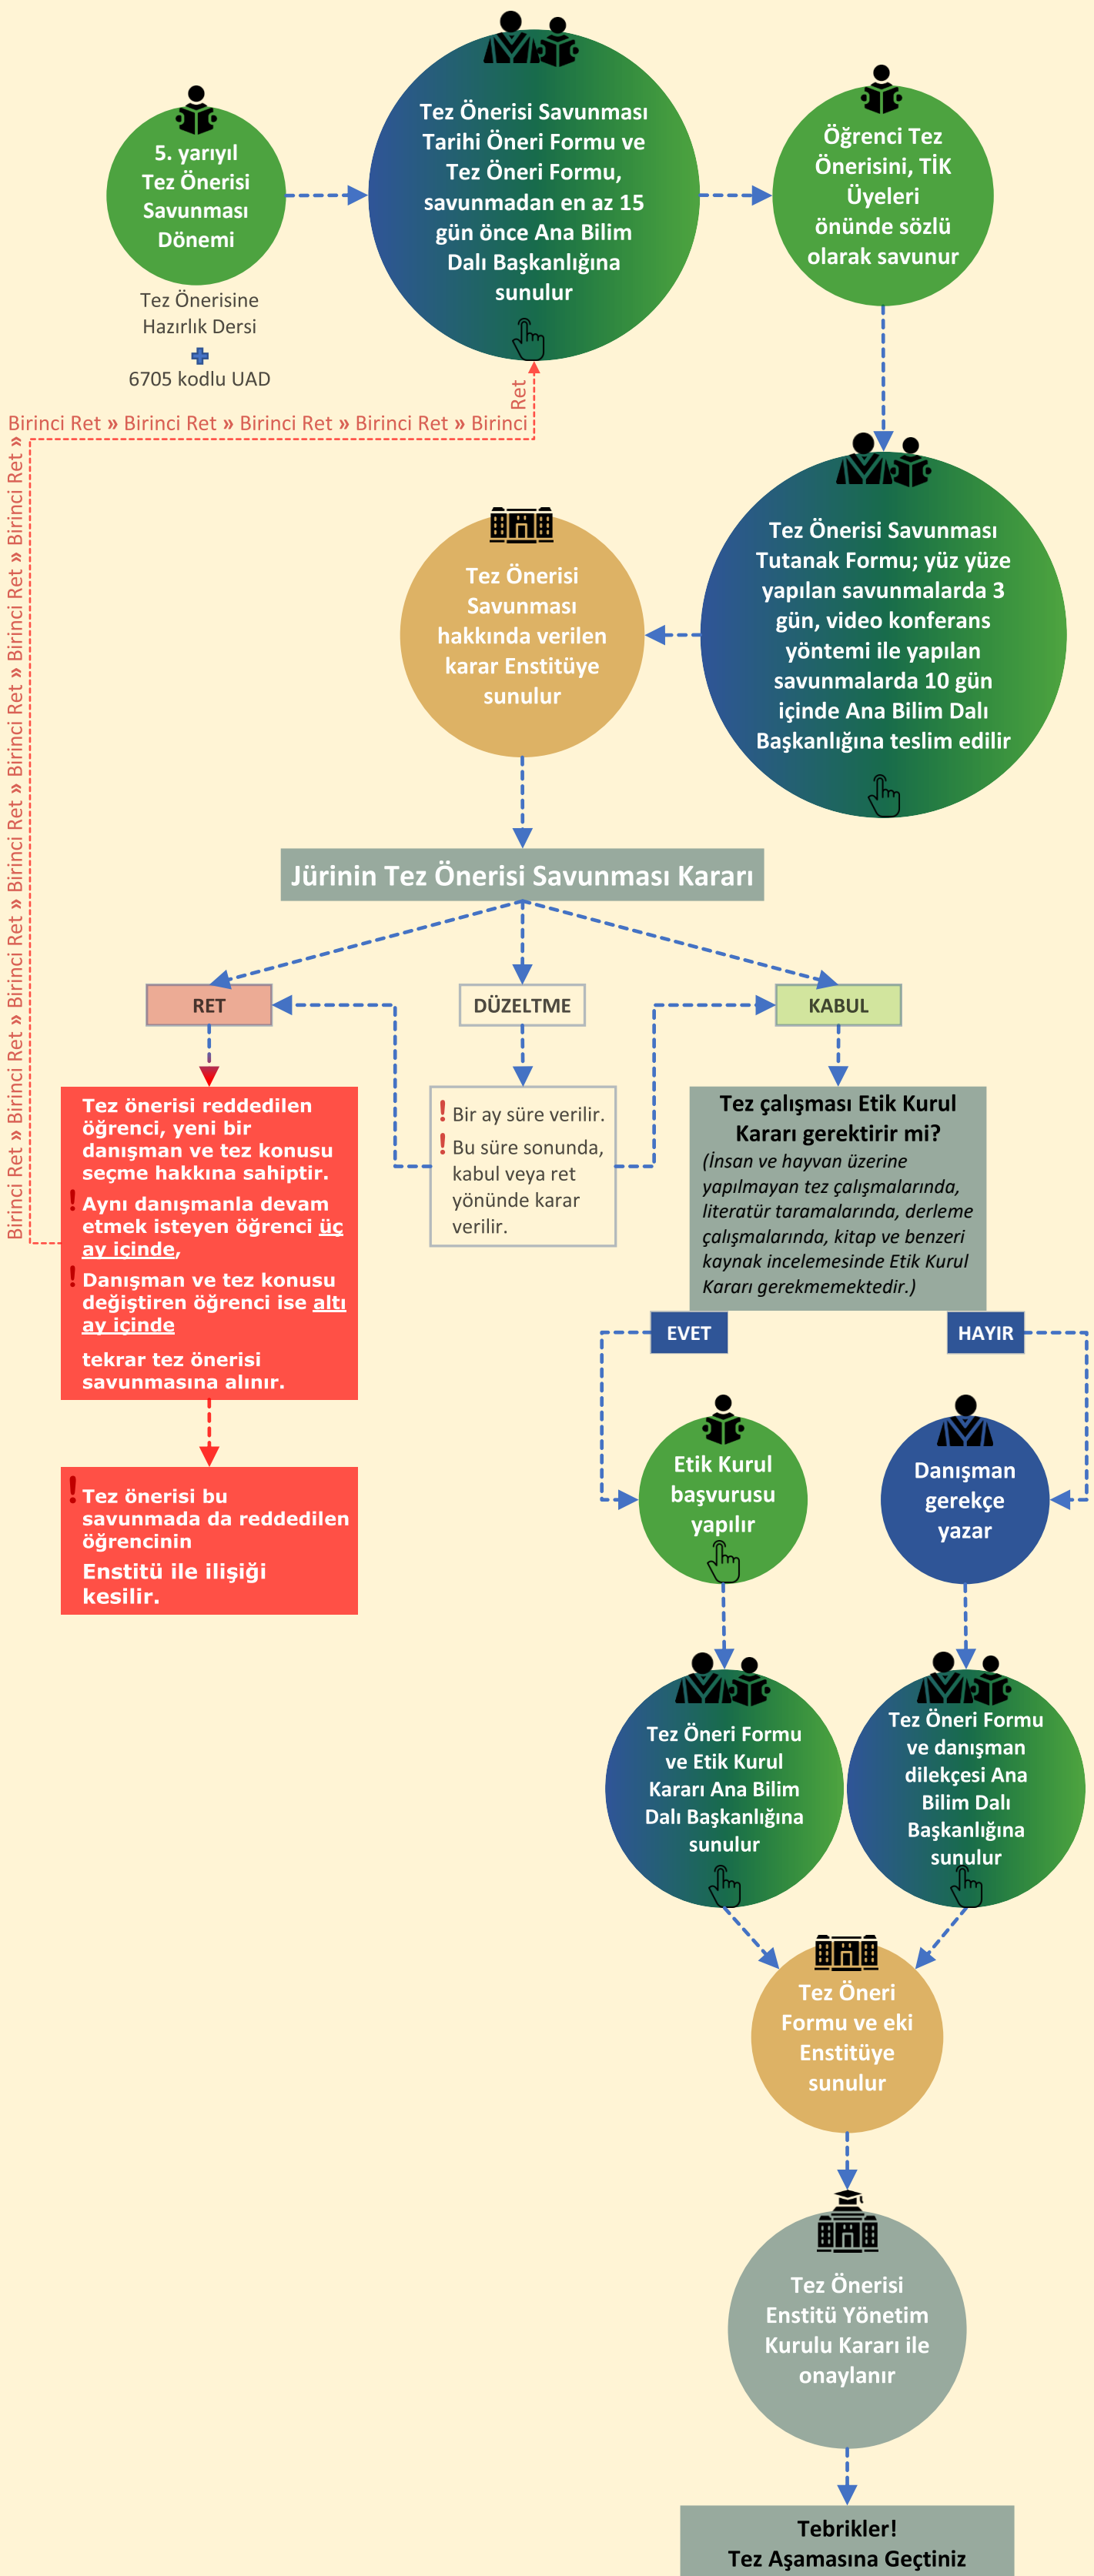 5. yarıyıl
Tez Önerisi
Savunması
Dönemi
Tez Önerisine
Hazırlık Dersi
6705 kodlu UAD
Tez Önerisi Savunması
Tarihi Öneri Formu ve
Tez Öneri Formu,
savunmadan en az 15
gün önce Ana Bilim
Dalı Başkanlığına
sunulur
Öğrenci Tez
Önerisini, TİK
Üyeleri
önünde sözlü
olarak savunur
Tez Önerisi Savunması
Tutanak Formu; yüz yüze
yapılan savunmalarda 3
gün, video konferans
yöntemi ile yapılan
savunmalarda 10 gün
içinde Ana Bilim Dalı
Başkanlığına teslim edilir
Tez Önerisi
Savunması
hakkında verilen
karar Enstitüye
sunulur
Jürinin Tez Önerisi Savunması Kararı
RET
DÜZELTME
KABUL
Tez önerisi reddedilen
öğrenci, yeni bir
danışman ve tez konusu
seçme hakkına sahiptir.
! Aynı danışmanla devam
etmek isteyen öğrenci üç
ay içinde,
! Danışman ve tez konusu
değiştiren öğrenci ise altı
ay içinde
tekrar tez önerisi
savunmasına alınır.
! Tez önerisi bu
savunmada da reddedilen
öğrencinin
Enstitü ile ilişiği
kesilir.
Birinci Ret » Birinci Ret » Birinci Ret » Birinci Ret » Birinci Ret » Birinci Ret » Birinci Ret »
Birinci Ret » Birinci Ret » Birinci Ret » Birinci Ret » Birinci
Ret
! Bir ay süre verilir.
! Bu süre sonunda,
kabul veya ret
yönünde karar
verilir.
Tez çalışması Etik Kurul
Kararı gerektirir mi?
(İnsan ve hayvan üzerine
yapılmayan tez çalışmalarında,
literatür taramalarında, derleme
çalışmalarında, kitap ve benzeri
kaynak incelemesinde Etik Kurul
Kararı gerekmemektedir.)
EVET
HAYIR
Etik Kurul
başvurusu
yapılır
Danışman
gerekçe
yazar
Tez Öneri Formu
ve Etik Kurul
Kararı Ana Bilim
Dalı Başkanlığına
sunulur
Tez Öneri Formu
ve danışman
dilekçesi Ana
Bilim Dalı
Başkanlığına
sunulur
Tez Öneri
Formu ve eki
Enstitüye
sunulur
Tez Önerisi
Enstitü Yönetim
Kurulu Kararı ile
onaylanır
Tebrikler!
Tez Aşamasına Geçtiniz